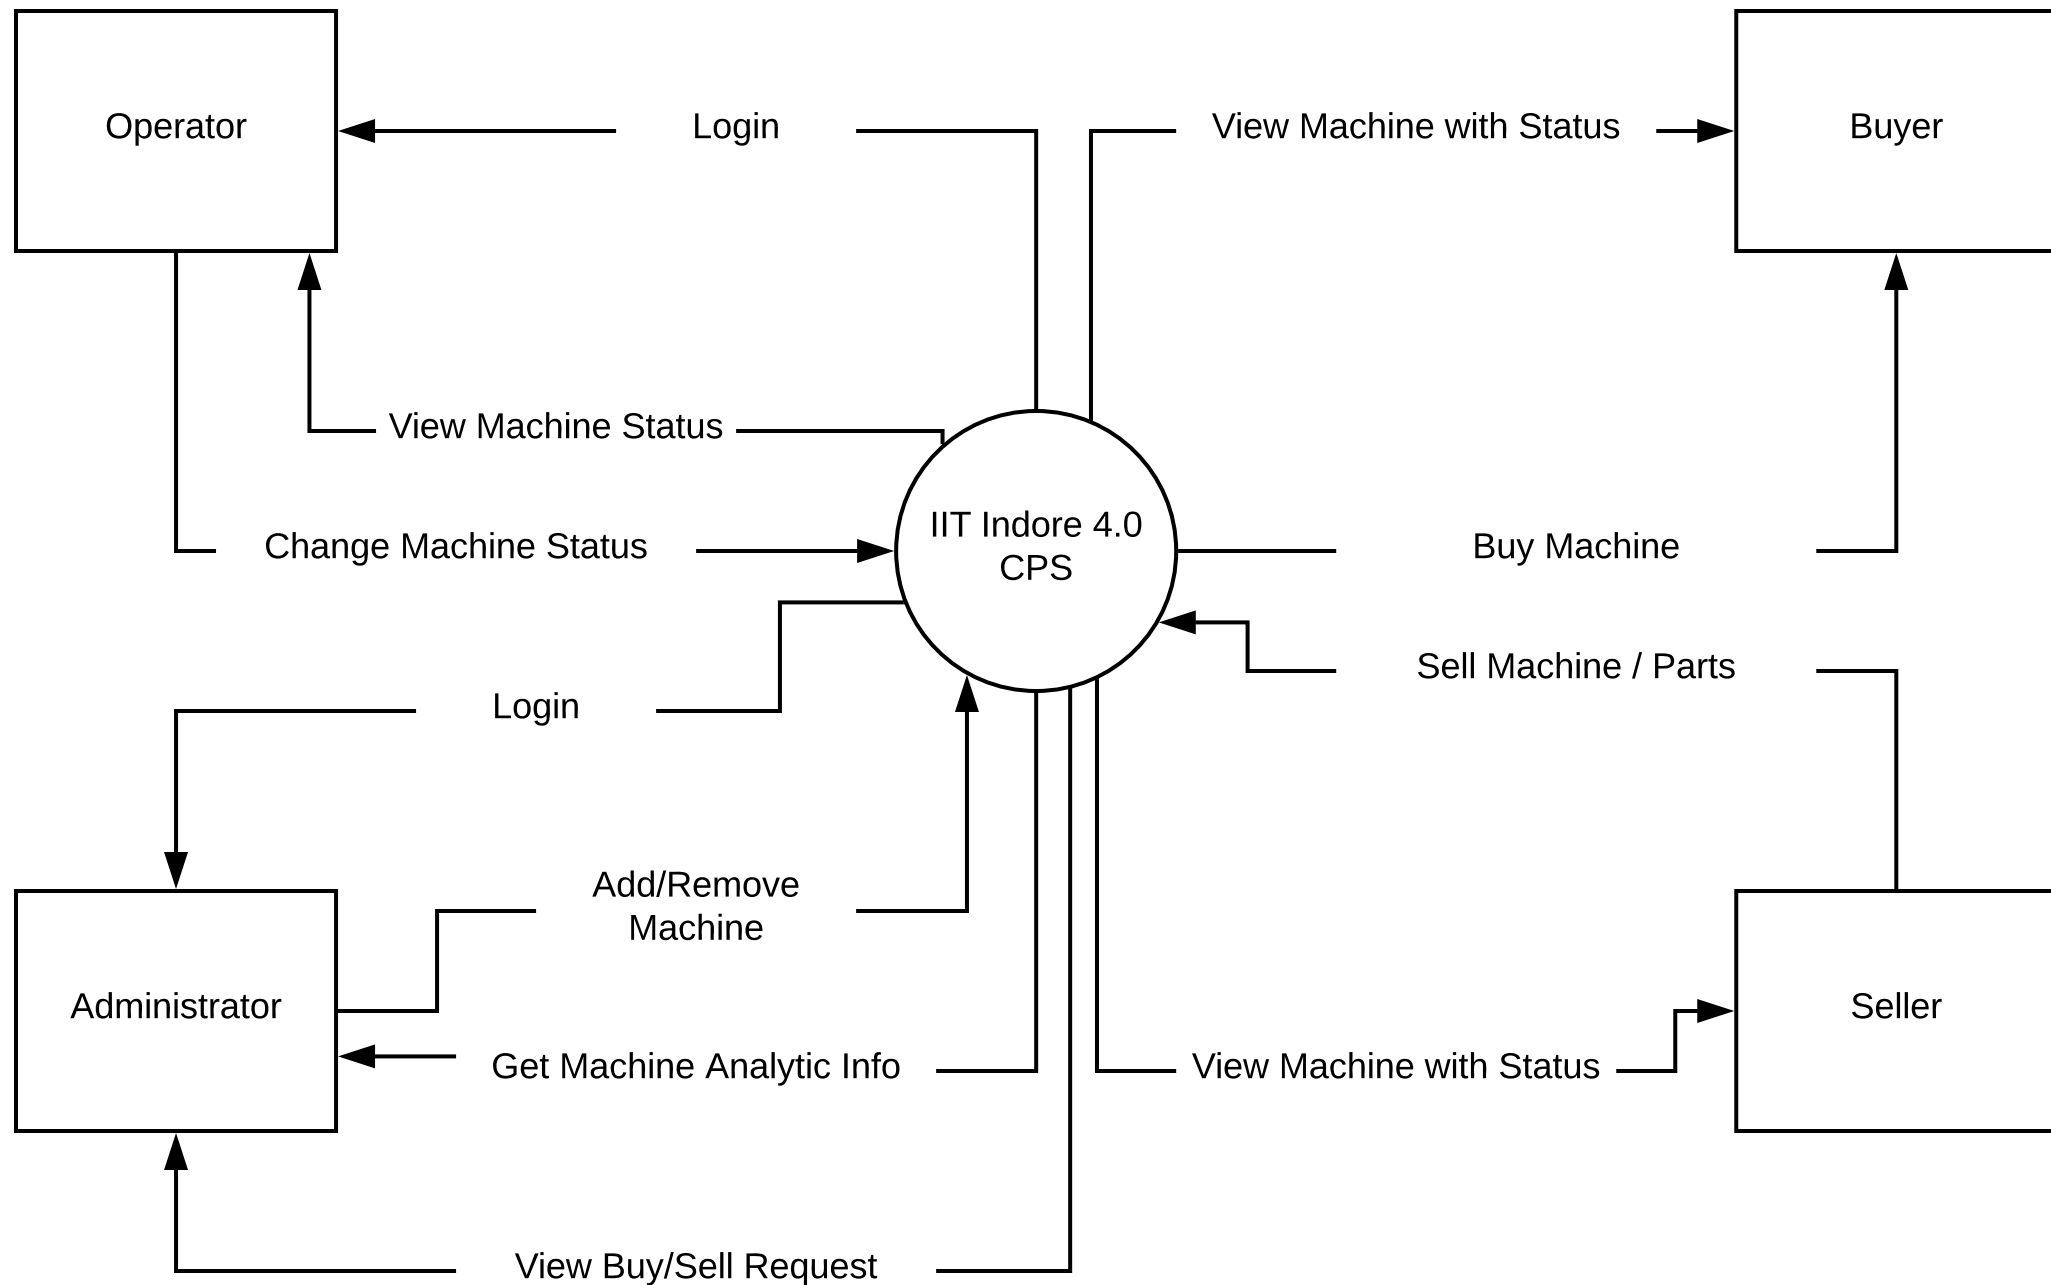 Operator
Login
View Machine with Status
Buyer
View Machine Status
IIT Indore 4.0
CPS
Change Machine Status
Buy Machine
Sell Machine / Parts
Login
Add/Remove
Machine
Administrator
Seller
Get Machine Analytic Info
View Machine with Status
View Buy/Sell Request